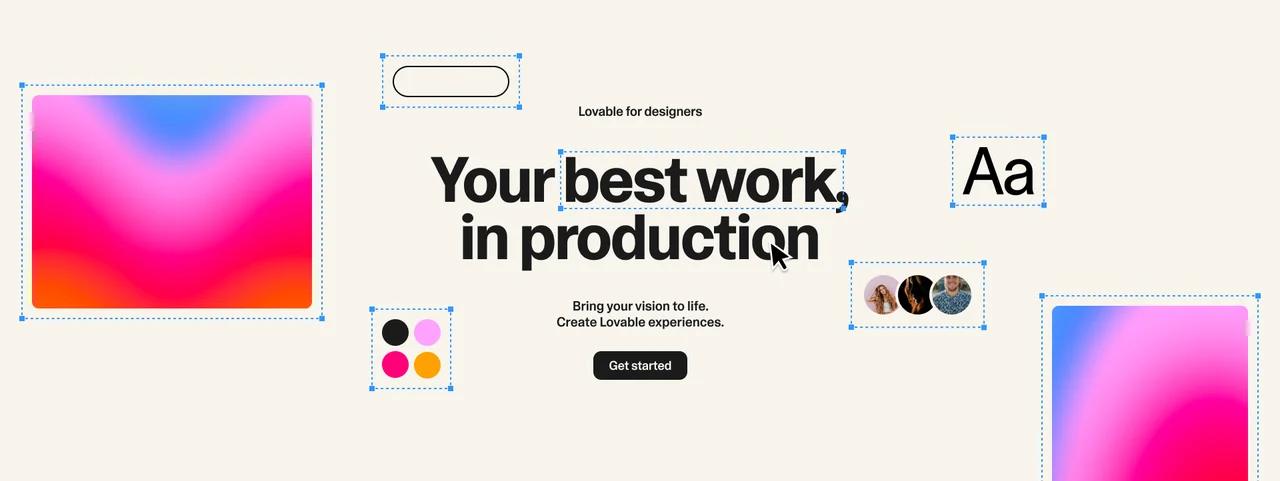 Lovable for designers
Your best work,
in production
Aa
Bring your vision to life.
Create Lovable experiences.
Get started